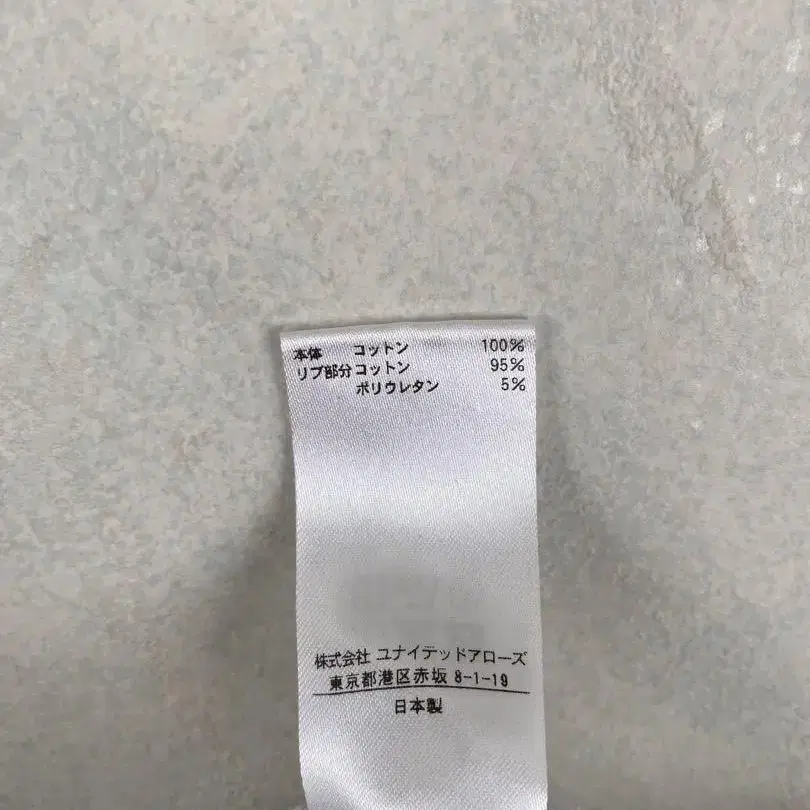 本体 コットン 100%
リブ部分 コットン 95%
ポリウレタン 5%
株式会社 ユナイテッドアローズ
東京都港区赤坂 8-1-19
日本製